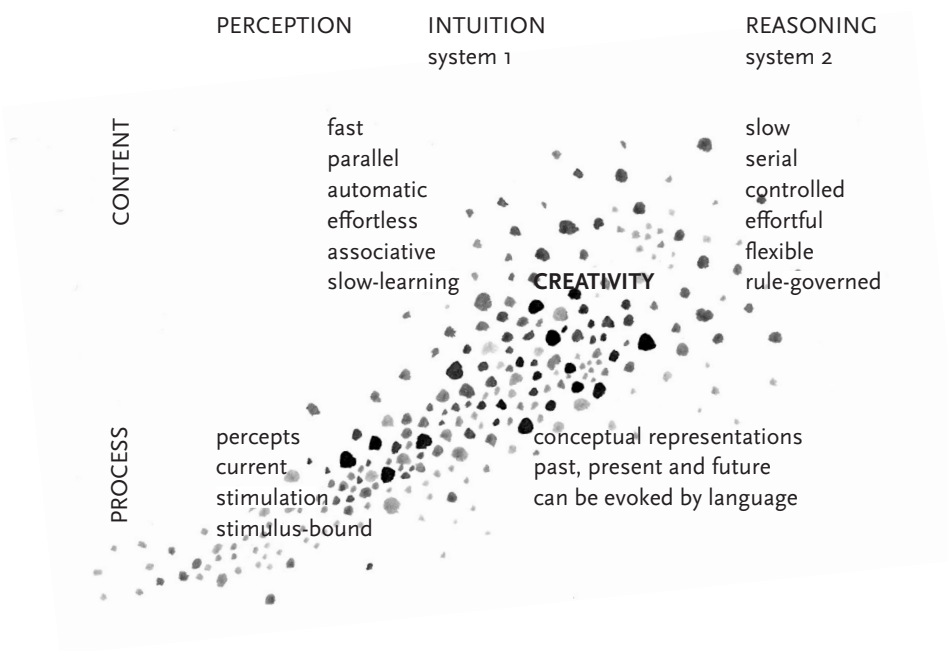 PERCEPTION
INTUITION
REASONING
system 1
system 2
CONTENT
fast
parallel
automatic
effortless
associative
slow-learning
slow
serial
controlled
effortful
flexible
rule-governed
CREATIVITY
PROCESS
percepts
current
stimulation
stimulus-bound
conceptual representations
past, present and future
can be evoked by language